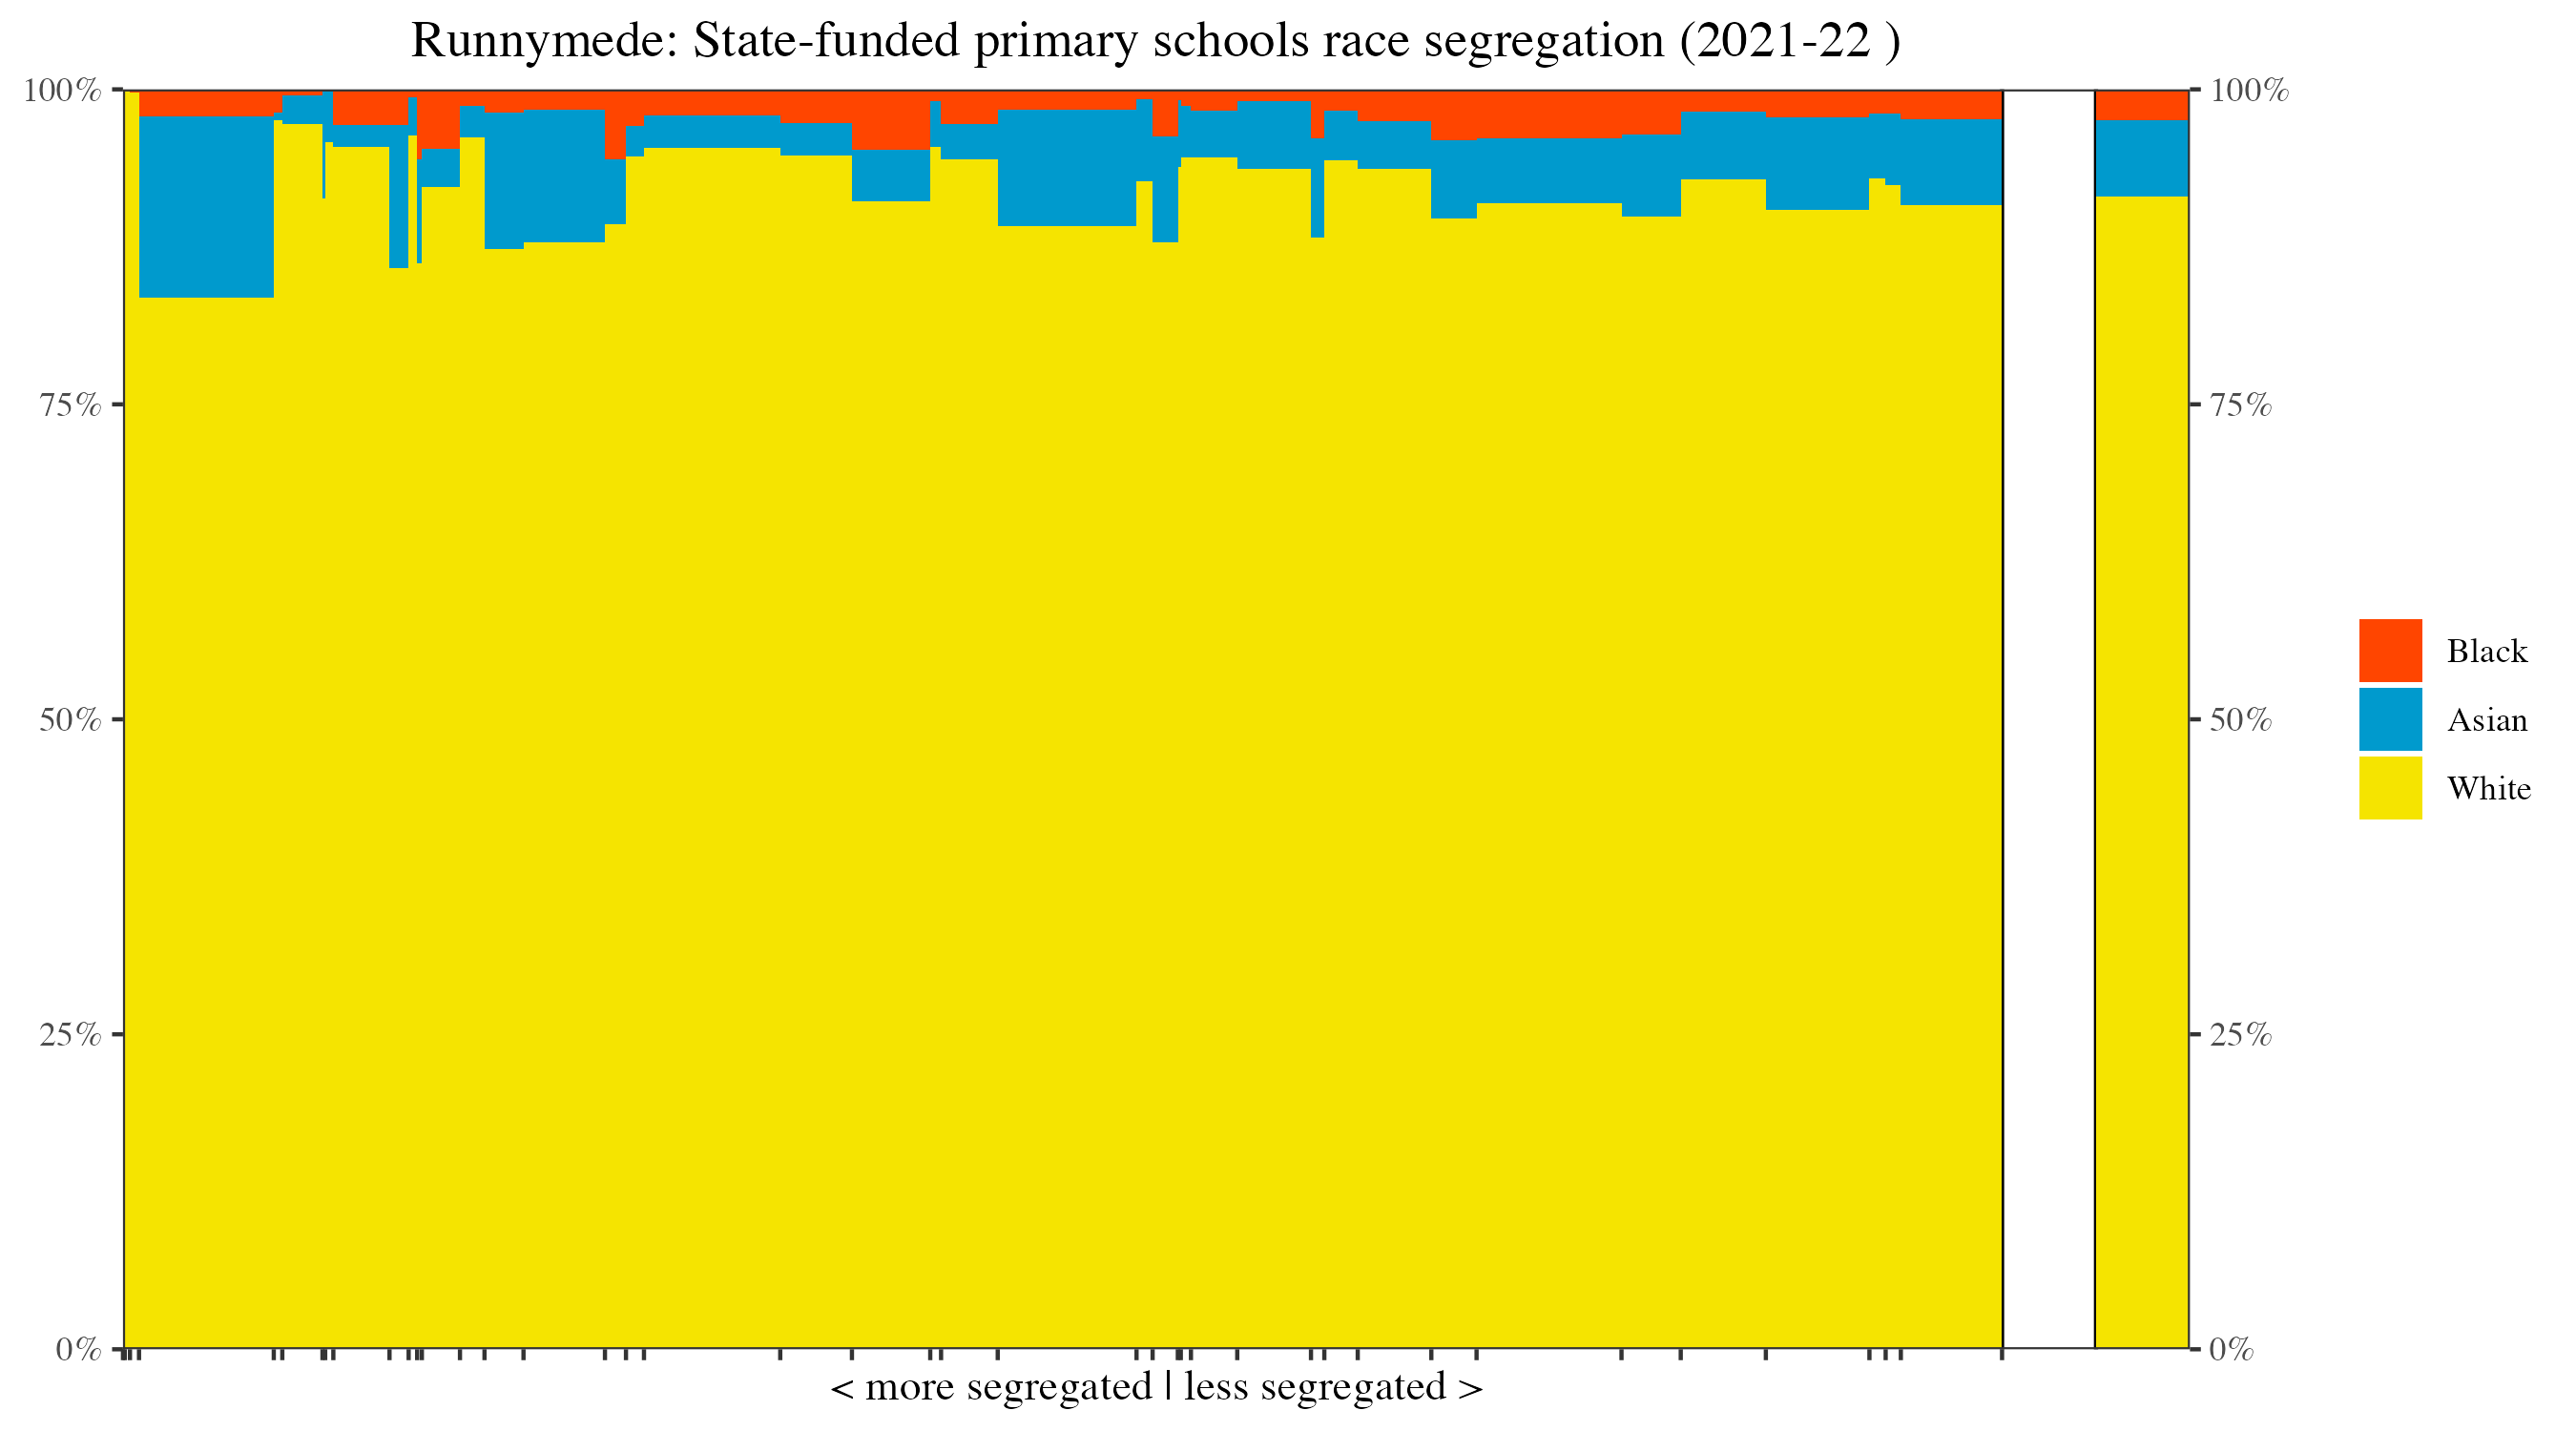 Runnymede: State-funded primary schools race segregation (2021-22 )
100%
75%
50%
25%
0%
100%
75%
50%
25%
0%
Black
Asian
White
< more segregated | less segregated >